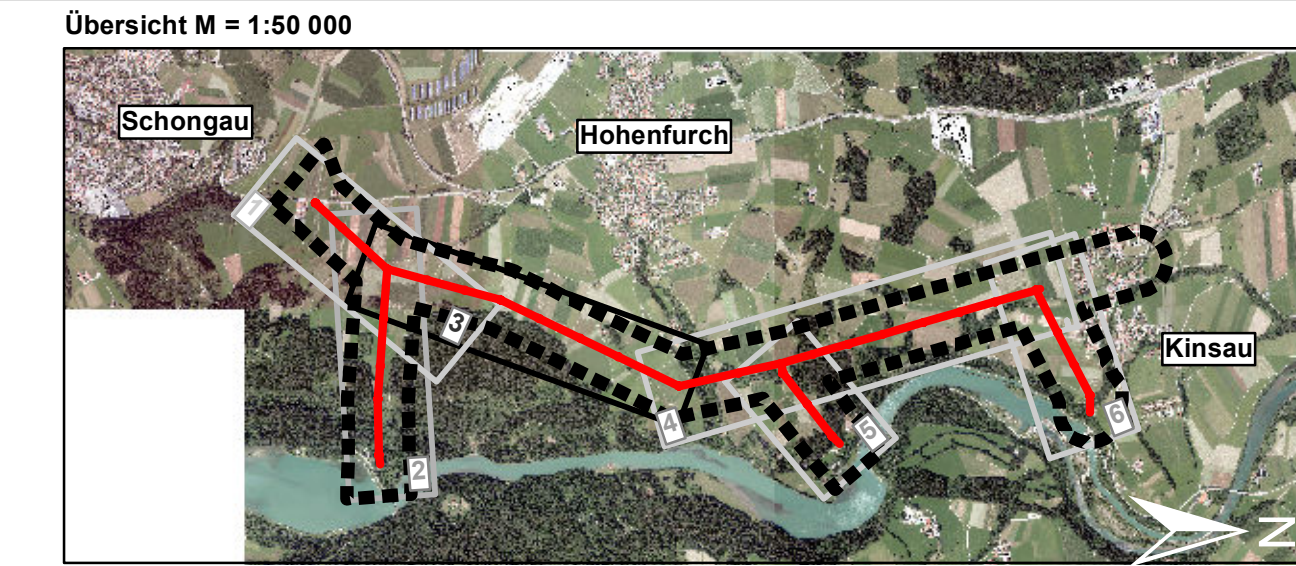 Übersicht M = 1:50 000
Schongau
Hohenfurch
1
3
Kinsau
4
5
6
2
N